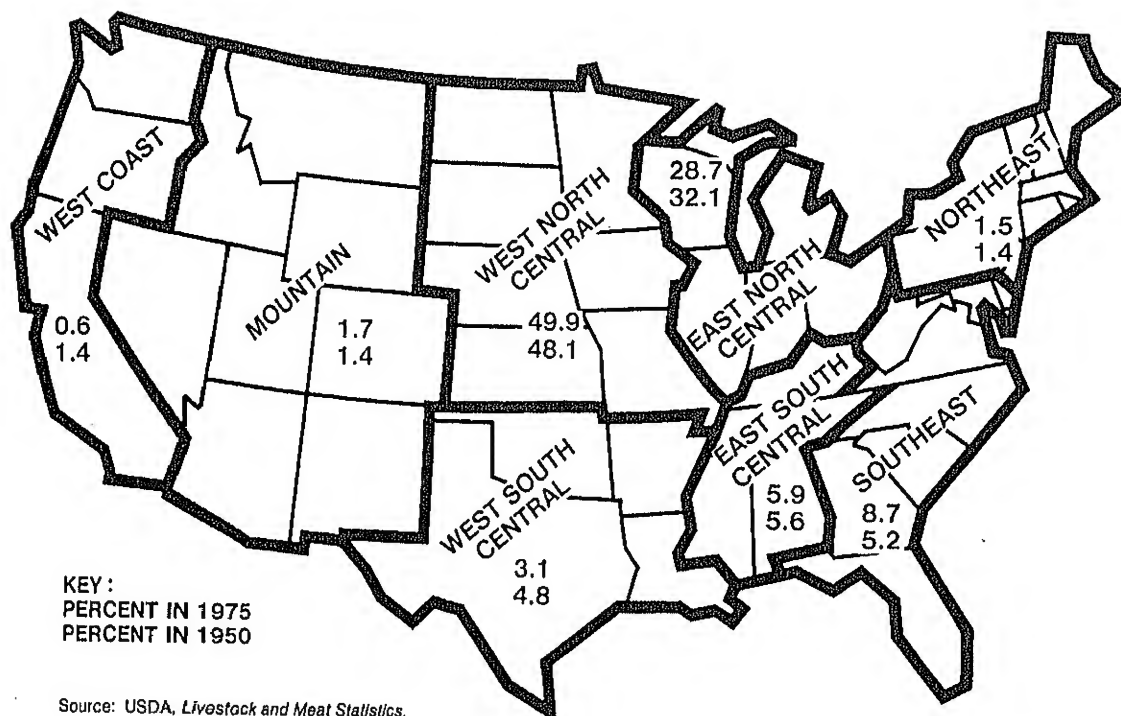 WEST COAST
0.6
1.4
MOUNTAIN
1.7
1.4
WEST NORTH
CENTRAL
49.9
48.1
28.7
32.1
EAST NORTH
CENTRAL
NORTHEAST
1.5
1.4
WEST SOUTH
CENTRAL
3.1
4.8
EAST SOUTH
CENTRAL
5.9
5.6
SOUTHEAST
8.7
5.2
KEY:
PERCENT IN 1975
PERCENT IN 1950
Source: USDA, Livestock and Meat Statistics.